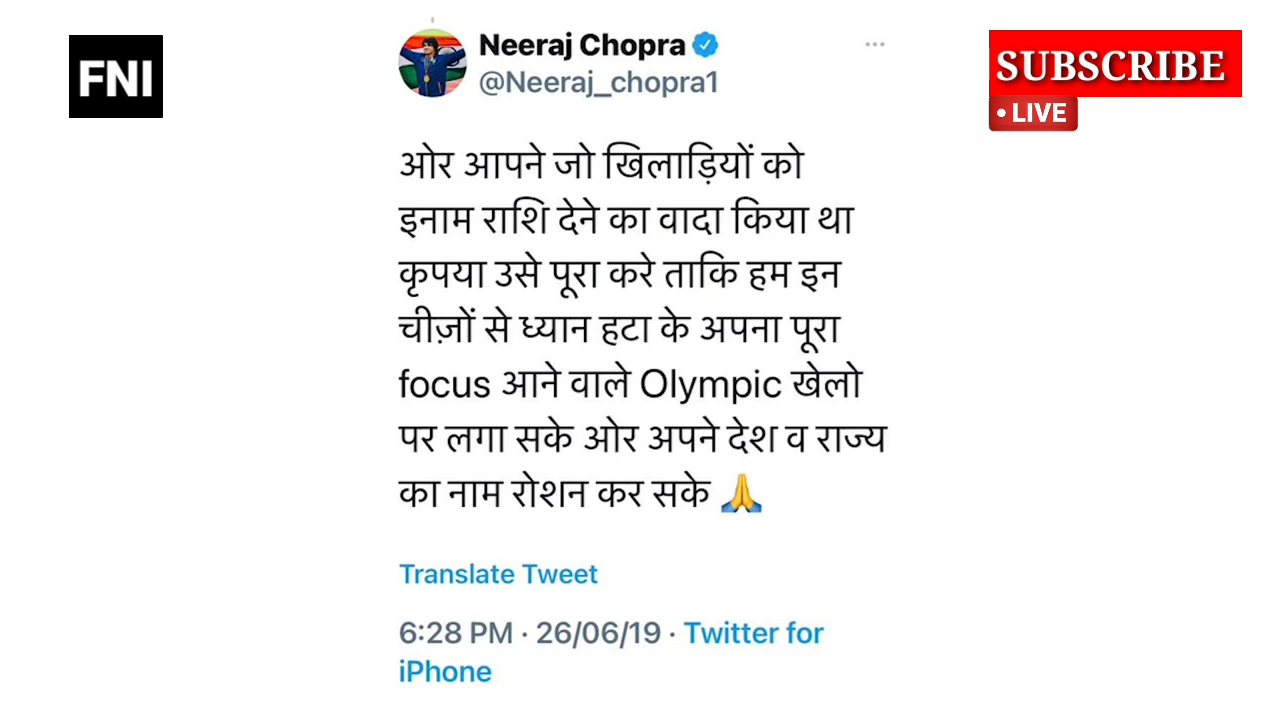 FNI
Neeraj Chopra
@Neeraj_chopra1
SUBSCRIBE
• LIVE
ओर आपने जो खिलाड़ियों को
इनाम राशि देने का वादा किया था
कृपया उसे पूरा करे ताकि हम इन
चीज़ों से ध्यान हटा के अपना पूरा
focus आने वाले Olympic खेलो
पर लगा सके ओर अपने देश व राज्य
का नाम रोशन कर सके 🙏
Translate Tweet
6:28 PM · 26/06/19 · Twitter for
iPhone